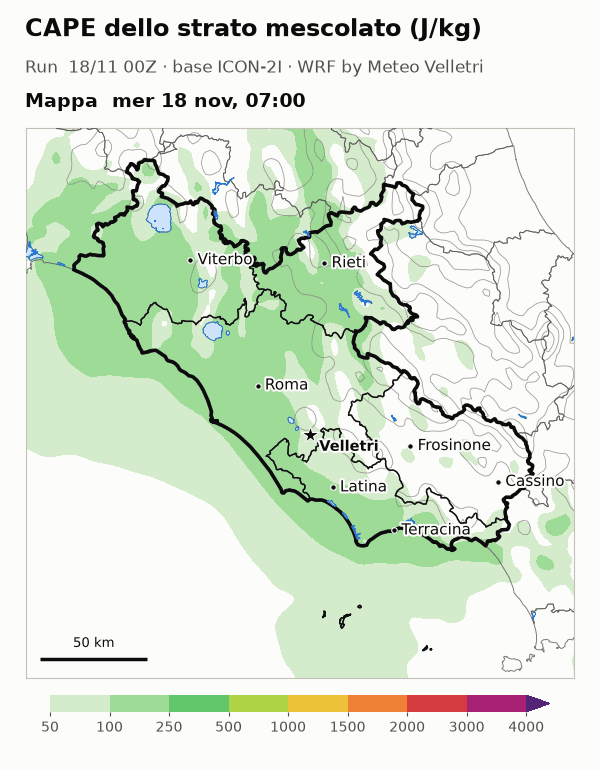 CAPE dello strato mescolato (J/kg)
Run  18/11 00Z · base ICON-2I · WRF by Meteo Velletri
Mappa  mer 18 nov, 07:00
Viterbo
Rieti
Roma
Velletri
Frosinone
Latina
Cassino
Terracina
50 km
50 100 250 500 1000 1500 2000 3000 4000